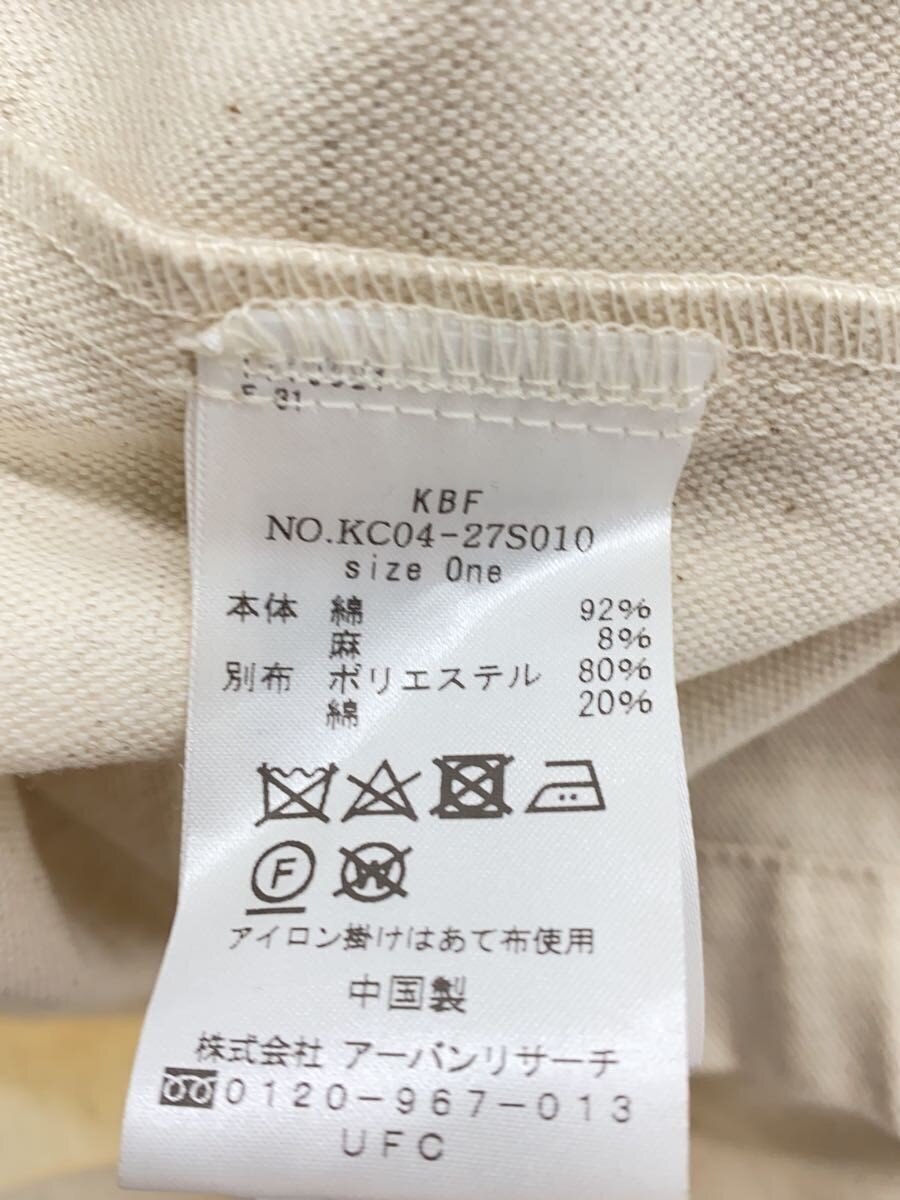 KBF
NO.KC04-27S010
size One
本体 綿 92%
麻 8%
別布 ポリエステル 80%
綿 20%
F
W
アイロン掛けはあて布使用
中国製
株式会社 アーバンリサーチ
0120-967-013
UFC